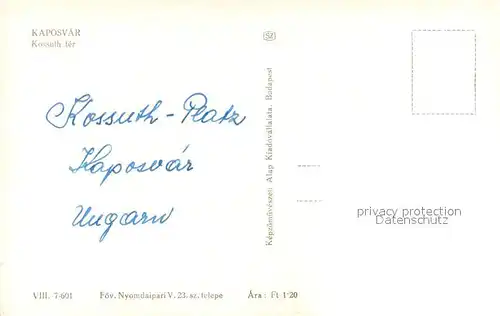 KAPOSVÁR
Kossuth tér
Kossuth-Platz
Kaposvár
Ungarn
VIII. 7-601 Főv. Nyomdaipari V. 23. sz. telepe Ára: Ft 1·20
Képzőművészeti Alap Kiadóvállalata, Budapest
privacy protection
Datenschutz